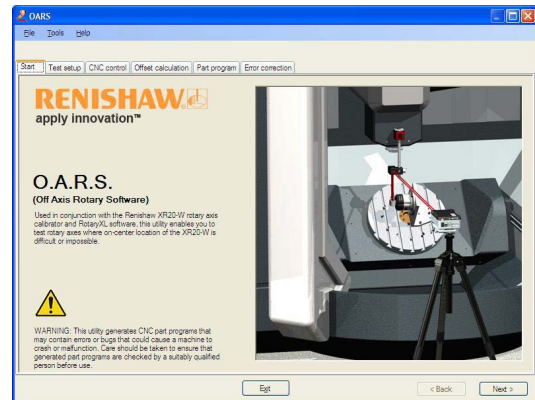 OARS
File Tools Help
Start Test setup CNC control Offset calculation Part program Error correction
RENISHAW
apply innovation™
O.A.R.S.
(Off Axis Rotary Software)
Used in conjunction with the Renishaw XR20-W rotary axis
calibrator and RotaryXL software, this utility enables you to
test rotary axes where on-center location of the XR20-W is
difficult or impossible.
WARNING: This utility generates CNC part programs that
may contain errors or bugs that could cause a machine to
crash or malfunction. Care should be taken to ensure that
generated part programs are checked by a suitably qualified
person before use.
Exit < Back Next >